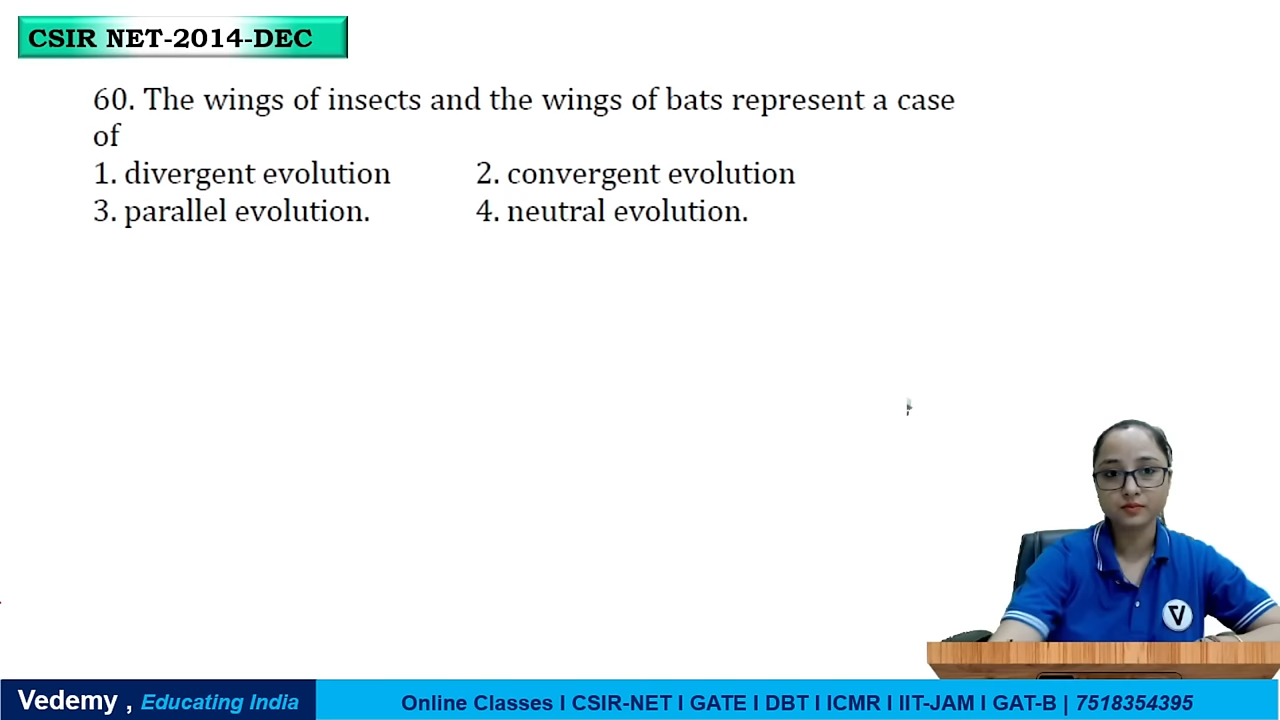 CSIR NET-2014-DEC
60. The wings of insects and the wings of bats represent a case
of
1. divergent evolution 2. convergent evolution
3. parallel evolution. 4. neutral evolution.
V
Vedemy , Educating India Online Classes I CSIR-NET I GATE I DBT I ICMR I IIT-JAM I GAT-B | 7518354395